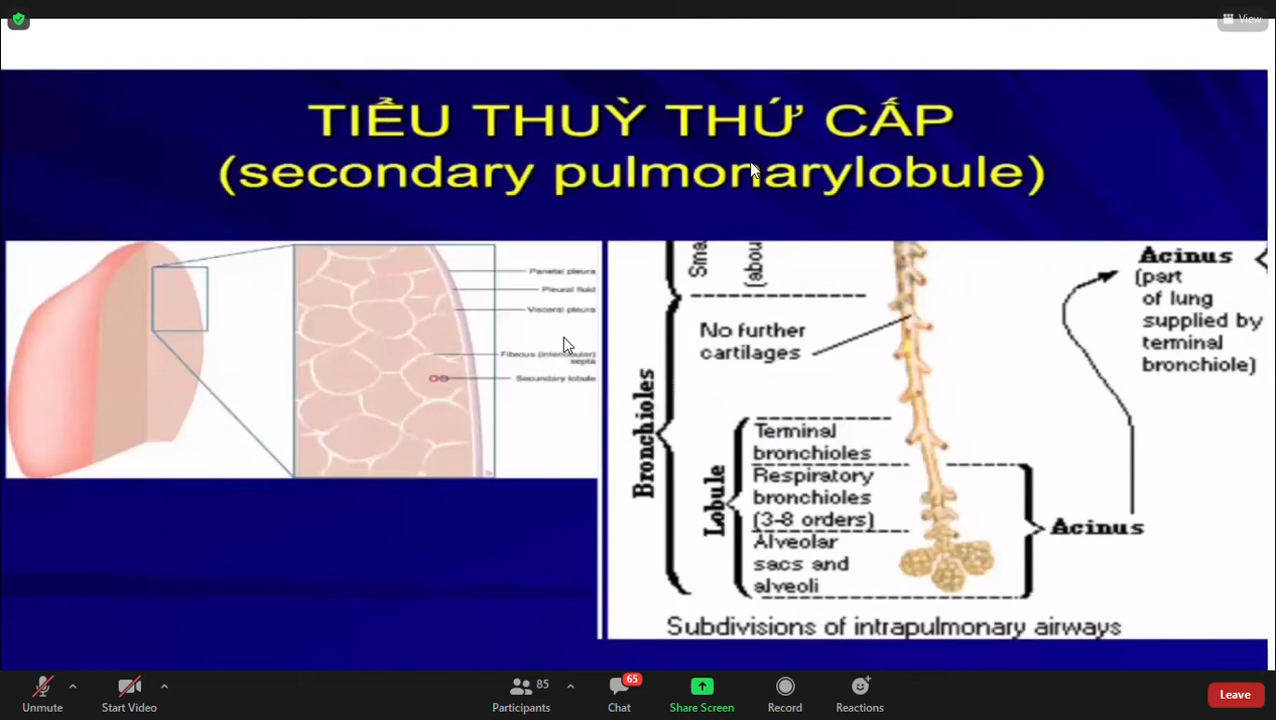 View
TIỂU THUỲ THỨ CẤP
(secondary pulmonarylobule)
Parietal pleura
Pleural fluid
Visceral pleura
Fibrous (interlobular)
septa
Secundary lobule
Bronchioles
No further
cartilages
Lobule
Terminal
bronchioles
Respiratory
bronchioles
(3-8 orders)
Alveolar
sacs and
alveoli
Acinus
Acinus
(part
of lung
supplied by
terminal
bronchiole)
Subdivisions of intrapulmonary airways
Unmute
Start Video
85
Participants
65
Chat
Share Screen
Record
Reactions
Leave